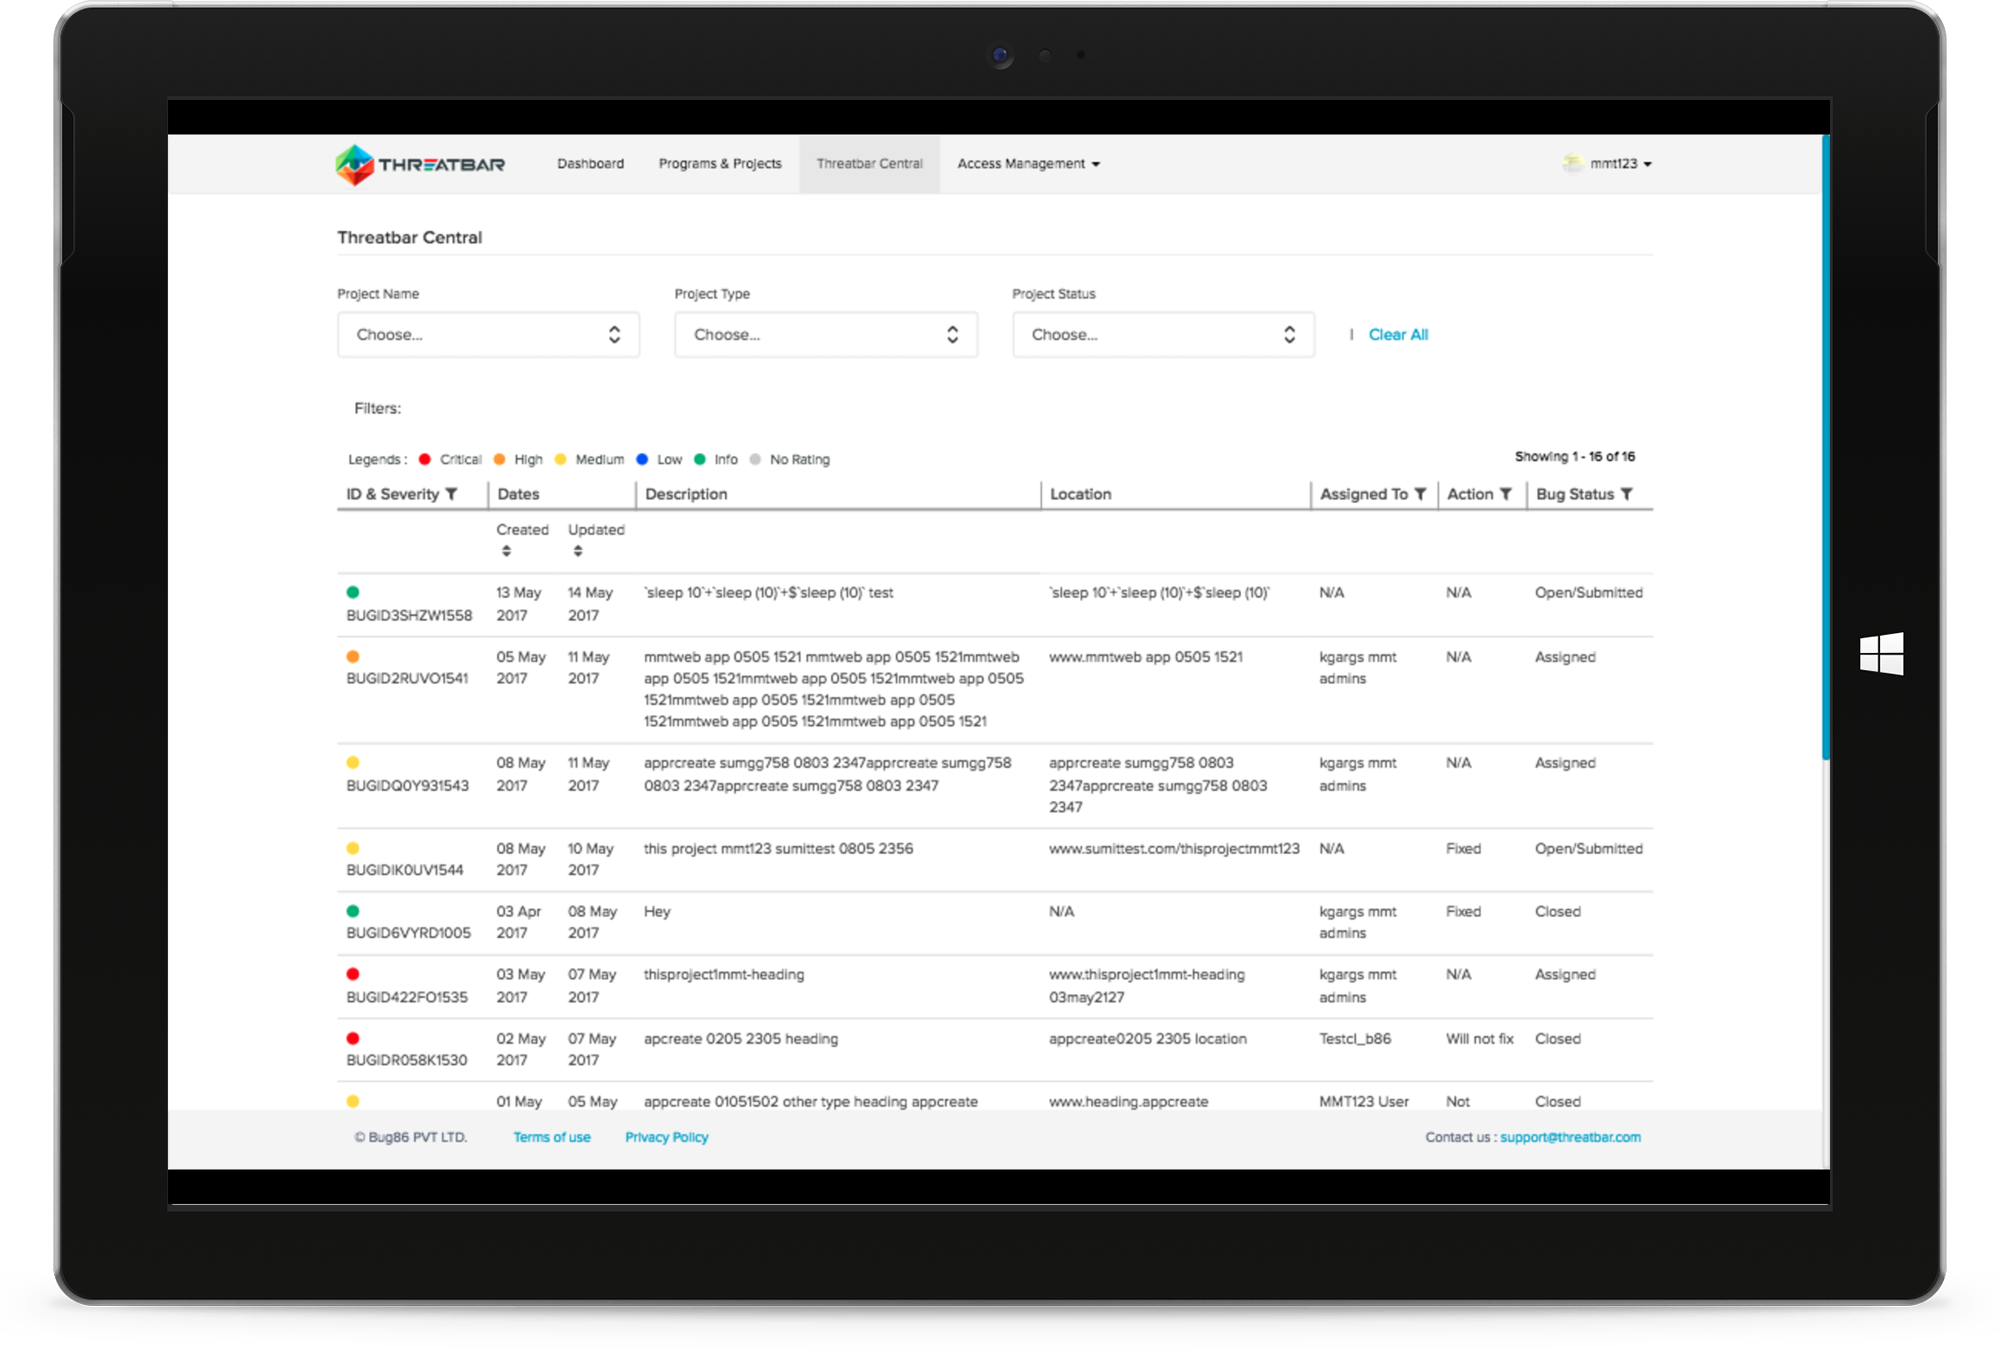 THREATBAR Dashboard Programs & Projects Threatbar Central Access Management mmt123
Threatbar Central
Project Name Project Type Project Status
Choose... Choose... Choose... | Clear All
Filters:
Legends : Critical High Medium Low Info No Rating Showing 1 - 16 of 16
ID & Severity Dates Description Location Assigned To Action Bug Status
Created Updated
13 May 14 May `sleep 10`+`sleep (10)`+$`sleep (10)` test `sleep 10`+`sleep (10)`+$`sleep (10)` N/A N/A Open/Submitted
BUGID3SHZW1558 2017 2017
05 May 11 May mmtweb app 0505 1521 mmtweb app 0505 1521mmtweb www.mmtweb app 0505 1521 kgargs mmt N/A Assigned
BUGID2RUVO1541 2017 2017 app 0505 1521mmtweb app 0505 1521mmtweb app 0505 admins
1521mmtweb app 0505 1521mmtweb app 0505
1521mmtweb app 0505 1521mmtweb app 0505 1521
08 May 11 May apprcreate sumgg758 0803 2347apprcreate sumgg758 apprcreate sumgg758 0803 kgargs mmt N/A Assigned
BUGIDQ0Y931543 2017 2017 0803 2347apprcreate sumgg758 0803 2347 2347apprcreate sumgg758 0803 admins
2347
08 May 10 May this project mmt123 sumittest 0805 2356 www.sumittest.com/thisprojectmmt123 N/A Fixed Open/Submitted
BUGIDIK0UV1544 2017 2017
03 Apr 08 May Hey N/A kgargs mmt Fixed Closed
BUGID6VYRD1005 2017 2017 admins
03 May 07 May thisproject1mmt-heading www.thisproject1mmt-heading kgargs mmt N/A Assigned
BUGID422FO1535 2017 2017 03may2127 admins
02 May 07 May apcreate 0205 2305 heading appcreate0205 2305 location Testcl_b86 Will not fix Closed
BUGIDR058K1530 2017 2017
01 May 05 May appcreate 01051502 other type heading appcreate www.heading.appcreate MMT123 User Not Closed
© Bug86 PVT LTD. Terms of use Privacy Policy Contact us : support@threatbar.com